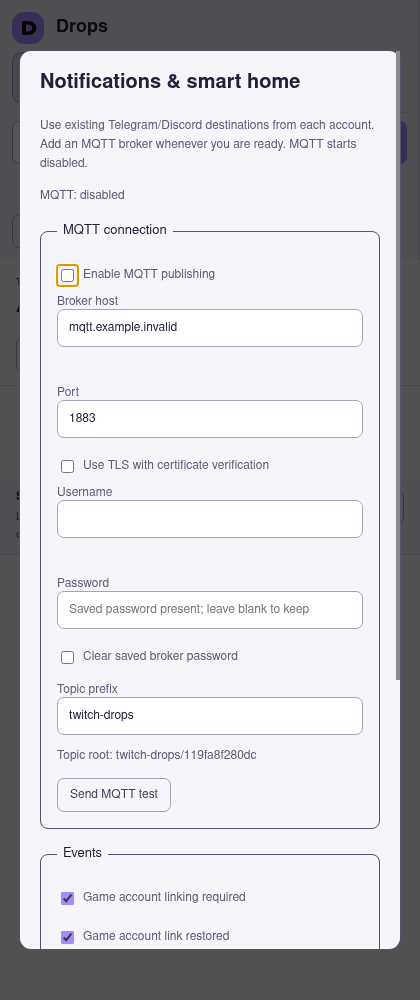 D Drops
Notifications & smart home
Use existing Telegram/Discord destinations from each account.
Add an MQTT broker whenever you are ready. MQTT starts
disabled.
MQTT: disabled
MQTT connection
Enable MQTT publishing
Broker host
mqtt.example.invalid
Port
1883
Use TLS with certificate verification
Username
Password
Saved password present; leave blank to keep
Clear saved broker password
Topic prefix
twitch-drops
Topic root: twitch-drops/119fa8f280dc
Send MQTT test
Events
Game account linking required
Game account link restored